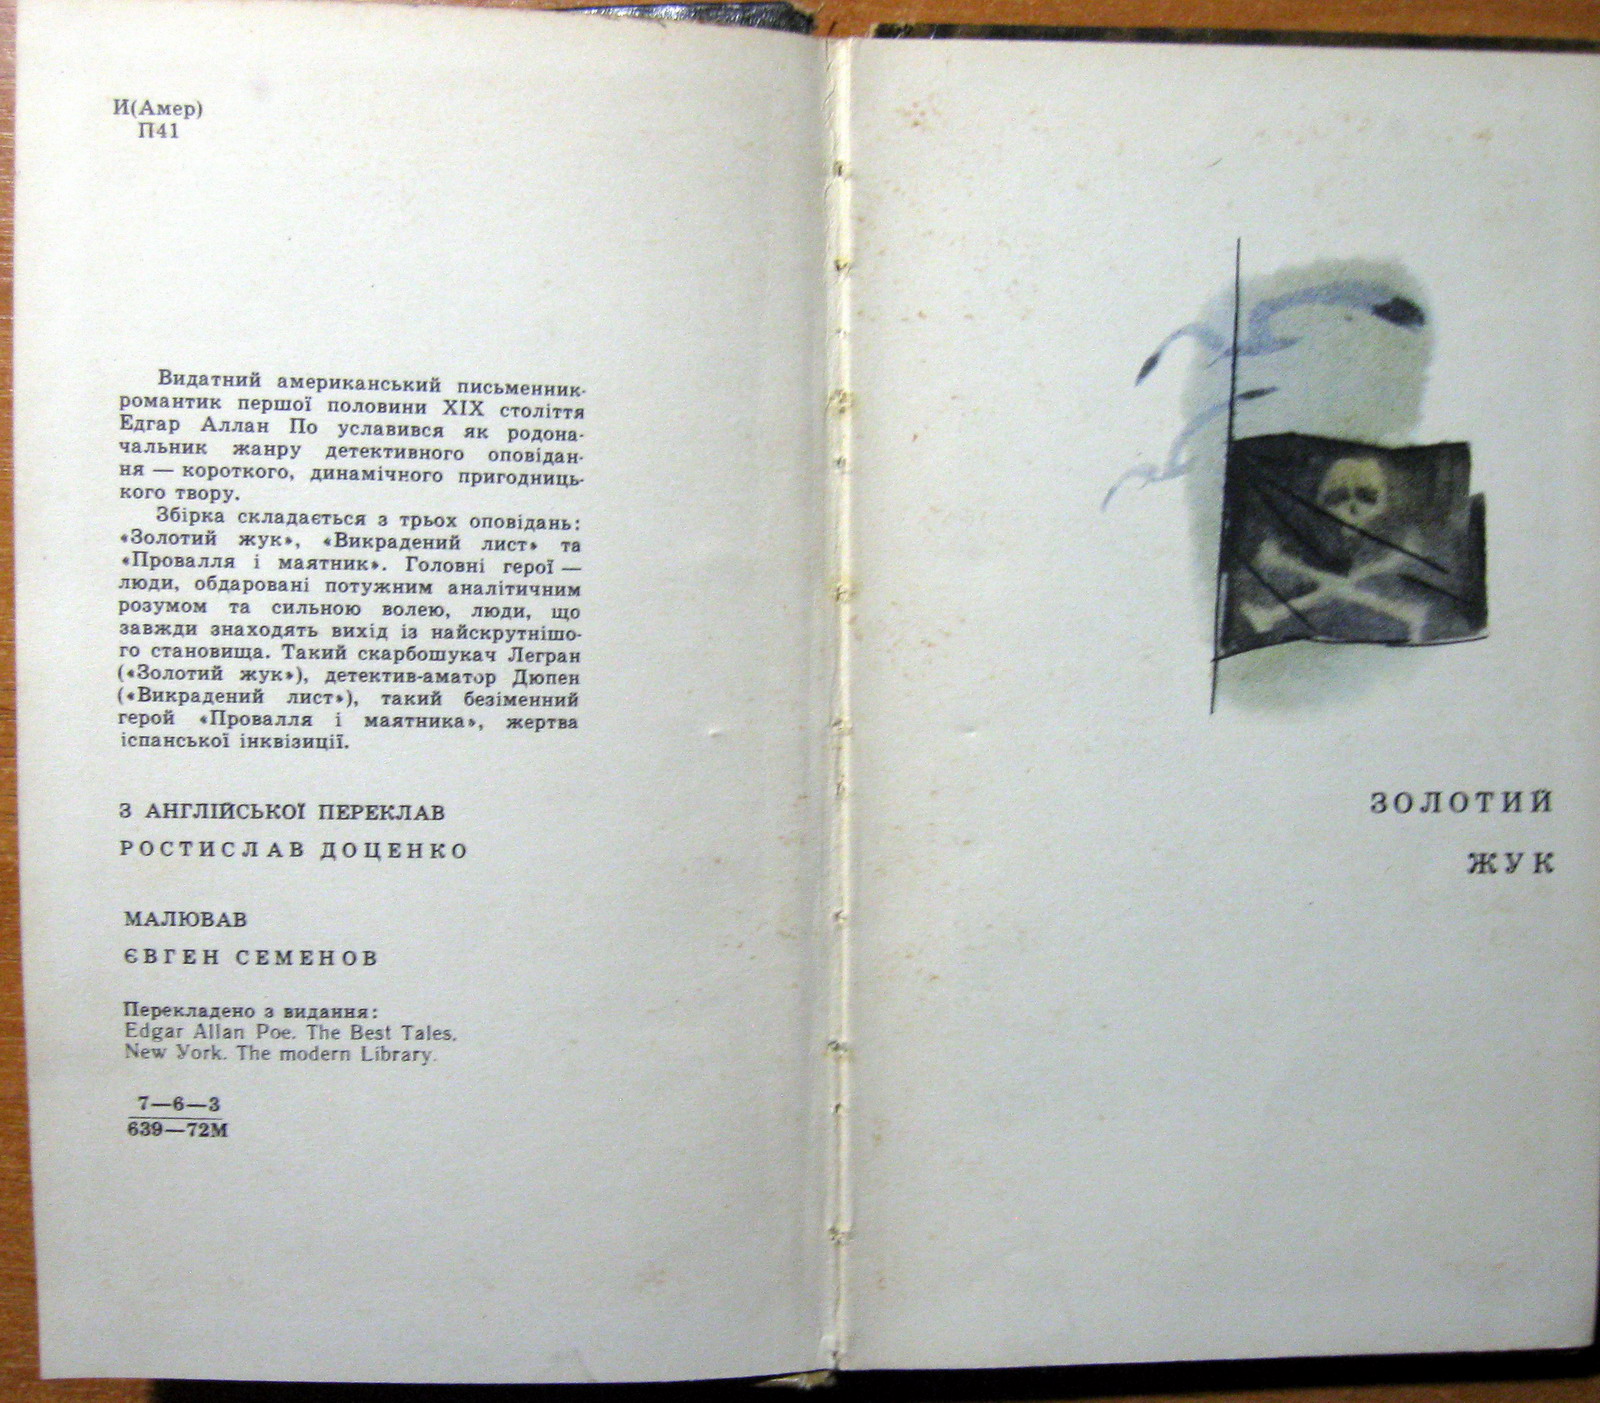 И(Амер)
П41
Видатний американський письменник-
романтик першої половини XIX століття
Едгар Аллан По уславився як родона-
чальник жанру детективного оповідан-
ня — короткого, динамічного пригодниць-
кого твору.
Збірка складається з трьох оповідань:
«Золотий жук», «Викрадений лист» та
«Провалля і маятник». Головні герої —
люди, обдаровані потужним аналітичним
розумом та сильною волею, люди, що
завжди знаходять вихід із найскрутнішо-
го становища. Такий скарбошукач Легран
(«Золотий жук»), детектив-аматор Дюпен
(«Викрадений лист»), такий безіменний
герой «Провалля і маятника», жертва
іспанської інквізиції.
З АНГЛІЙСЬКОЇ ПЕРЕКЛАВ
РОСТИСЛАВ ДОЦЕНКО
МАЛЮВАВ
ЄВГЕН СЕМЕНОВ
Перекладено з видання:
Edgar Allan Poe. The Best Tales.
New York. The modern Library.
7—6—3
639—72М
ЗОЛОТИЙ
ЖУК